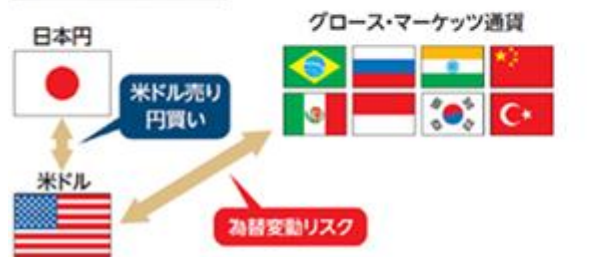 グロース・マーケッツ通貨
日本円
米ドル売り
円買い
米ドル
為替変動リスク